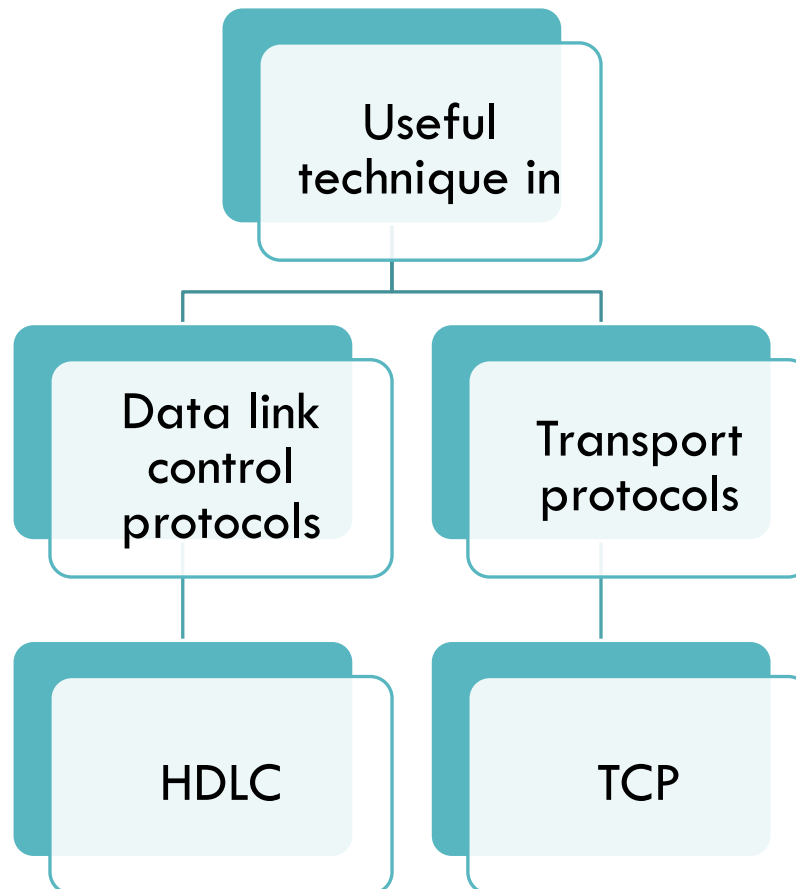 Useful
technique in
Data link
control
protocols
Transport
protocols
HDLC
TCP